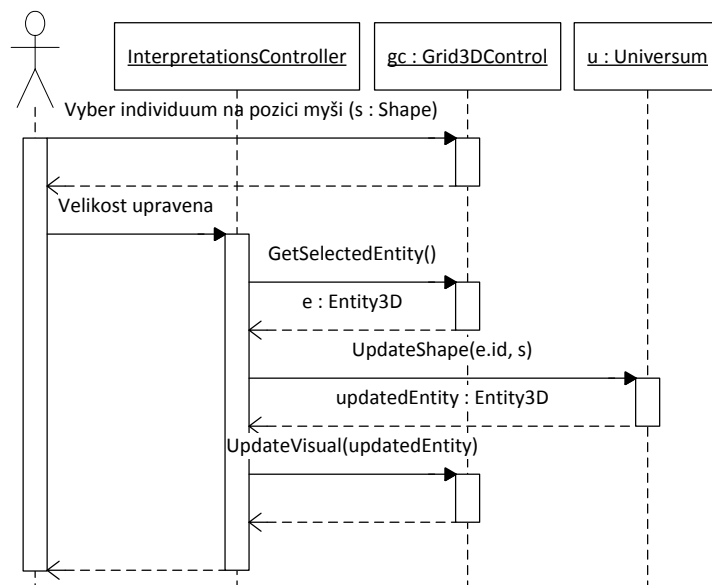 InterpretationsController
gc : Grid3DControl
u : Universum
Vyber individuum na pozici myši (s : Shape)
Velikost upravena
GetSelectedEntity()
e : Entity3D
UpdateShape(e.id, s)
updatedEntity : Entity3D
UpdateVisual(updatedEntity)